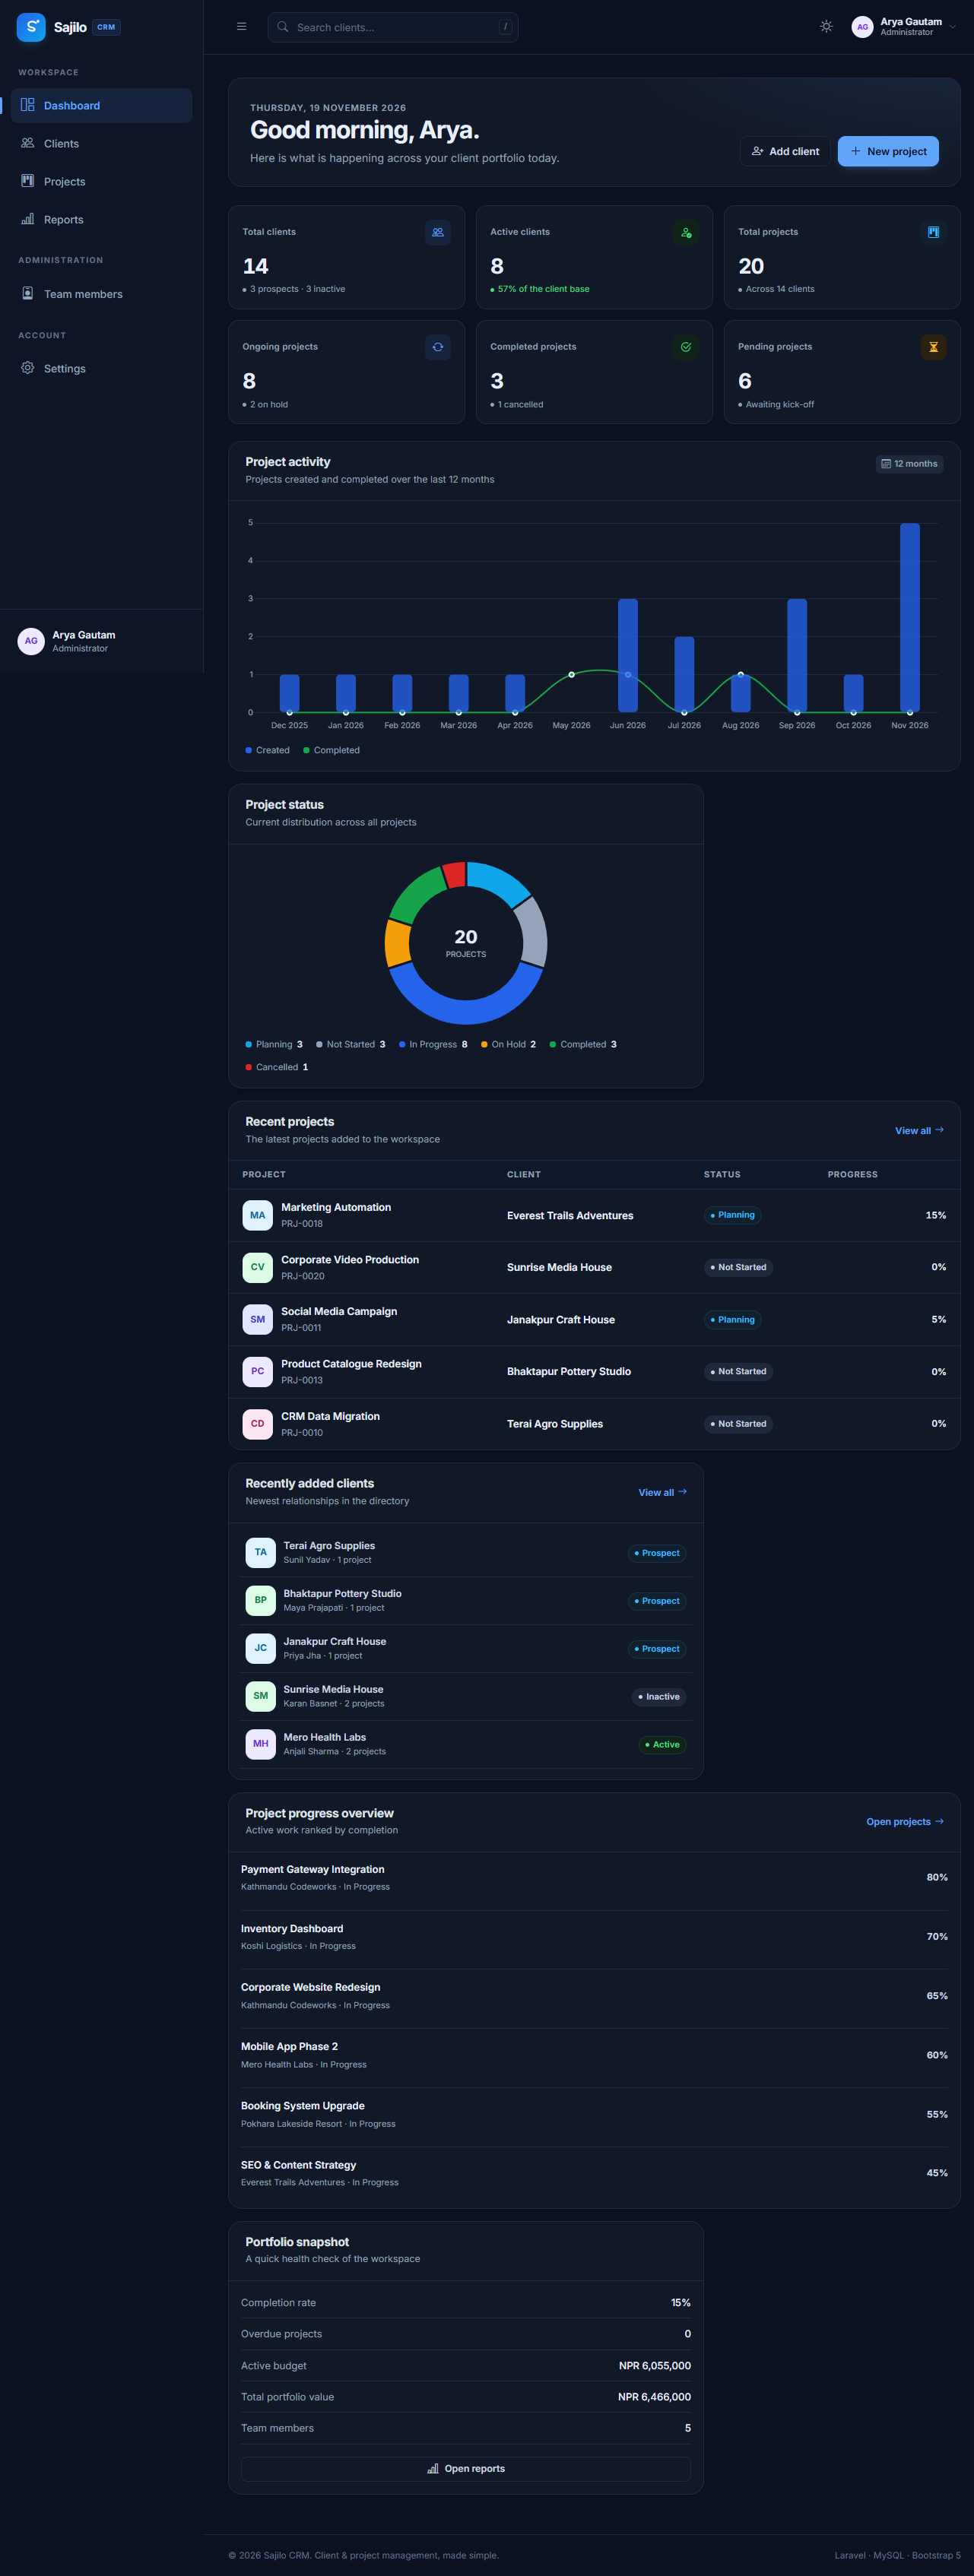 Sajilo CRM
Search clients...
/
AG
Arya Gautam
Administrator
WORKSPACE
Dashboard
Clients
Projects
Reports
ADMINISTRATION
Team members
ACCOUNT
Settings
AG
Arya Gautam
Administrator
THURSDAY, 19 NOVEMBER 2026
Good morning, Arya.
Here is what is happening across your client portfolio today.
Add client
New project
Total clients
14
3 prospects · 3 inactive
Active clients
8
57% of the client base
Total projects
20
Across 14 clients
Ongoing projects
8
2 on hold
Completed projects
3
1 cancelled
Pending projects
6
Awaiting kick-off
Project activity
Projects created and completed over the last 12 months
12 months
5
4
3
2
1
0
Dec 2025 Jan 2026 Feb 2026 Mar 2026 Apr 2026 May 2026 Jun 2026 Jul 2026 Aug 2026 Sep 2026 Oct 2026 Nov 2026
Created Completed
Project status
Current distribution across all projects
20
PROJECTS
Planning 3 Not Started 3 In Progress 8 On Hold 2 Completed 3
Cancelled 1
Recent projects
The latest projects added to the workspace
View all
PROJECT CLIENT STATUS PROGRESS
MA
Marketing Automation
PRJ-0018
Everest Trails Adventures
Planning
15%
CV
Corporate Video Production
PRJ-0020
Sunrise Media House
Not Started
0%
SM
Social Media Campaign
PRJ-0011
Janakpur Craft House
Planning
5%
PC
Product Catalogue Redesign
PRJ-0013
Bhaktapur Pottery Studio
Not Started
0%
CD
CRM Data Migration
PRJ-0010
Terai Agro Supplies
Not Started
0%
Recently added clients
Newest relationships in the directory
View all
TA
Terai Agro Supplies
Sunil Yadav · 1 project
Prospect
BP
Bhaktapur Pottery Studio
Maya Prajapati · 1 project
Prospect
JC
Janakpur Craft House
Priya Jha · 1 project
Prospect
SM
Sunrise Media House
Karan Basnet · 2 projects
Inactive
MH
Mero Health Labs
Anjali Sharma · 2 projects
Active
Project progress overview
Active work ranked by completion
Open projects
Payment Gateway Integration
Kathmandu Codeworks · In Progress
80%
Inventory Dashboard
Koshi Logistics · In Progress
70%
Corporate Website Redesign
Kathmandu Codeworks · In Progress
65%
Mobile App Phase 2
Mero Health Labs · In Progress
60%
Booking System Upgrade
Pokhara Lakeside Resort · In Progress
55%
SEO & Content Strategy
Everest Trails Adventures · In Progress
45%
Portfolio snapshot
A quick health check of the workspace
Completion rate 15%
Overdue projects 0
Active budget NPR 6,055,000
Total portfolio value NPR 6,466,000
Team members 5
Open reports
© 2026 Sajilo CRM. Client & project management, made simple.
Laravel · MySQL · Bootstrap 5